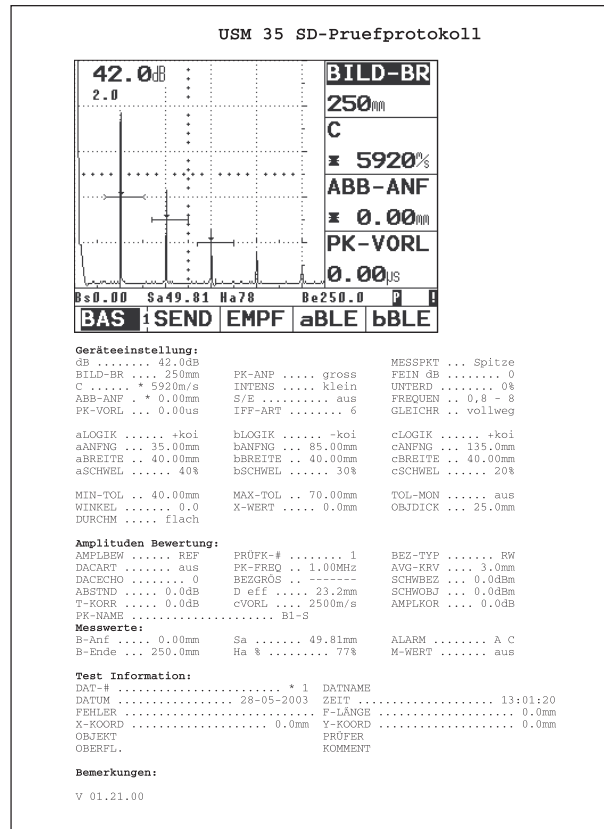 USM 35 SD-Pruefprotokoll
42.0dB
2.0
BILD-BR
250mm
C
5920m/s
ABB-ANF
0.00mm
PK-VORL
0.00µs
Bs0.00 Sa49.81 Ha78 Be250.0 P !
BAS 1 SEND EMPF aBLE bBLE
Geräteeinstellung:
dB ........ 42.0dB MESSPKT ... Spitze
BILD-BR .... 250mm PK-ANP ..... gross FEIN dB ........ 0
C ...... * 5920m/s INTENS ..... klein UNTERD ........ 0%
ABB-ANF . * 0.00mm S/E .......... aus FREQUEN .. 0,8 - 8
PK-VORL ... 0.00us IFF-ART ........ 6 GLEICHR .. vollweg
aLOGIK ...... +koi bLOGIK ...... -koi cLOGIK ...... +koi
aANFNG ... 35.00mm bANFNG ... 85.00mm cANFNG ... 135.0mm
aBREITE .. 40.00mm bBREITE .. 40.00mm cBREITE .. 40.00mm
aSCHWEL ...... 40% bSCHWEL ...... 30% cSCHWEL ...... 20%
MIN-TOL .. 40.00mm MAX-TOL .. 70.00mm TOL-MON ...... aus
WINKEL ....... 0.0 X-WERT ..... 0.0mm OBJDICK ... 25.0mm
DURCHM ..... flach
Amplituden Bewertung:
AMPLBEW ...... REF PRÜFK-# ........ 1 BEZ-TYP ....... RW
DACART ....... aus PK-FREQ .. 1.00MHz AVG-KRV .... 3.0mm
DACECHO ........ 0 BEZGRÖS .. ------- SCHWBEZ ... 0.0dBm
ABSTND ..... 0.0dB D eff ..... 23.2mm SCHWOBJ ... 0.0dBm
T-KORR ..... 0.0dB cVORL .... 2500m/s AMPLKOR .... 0.0dB
PK-NAME ..................... B1-S
Messwerte:
B-Anf ..... 0.00mm Sa ....... 49.81mm ALARM ........ A C
B-Ende ... 250.0mm Ha % ......... 77% M-WERT ....... aus
Test Information:
DAT-# ........................ * 1 DATNAME
DATUM ................. 28-05-2003 ZEIT .................... 13:01:20
FEHLER ............................ F-LÄNGE .................... 0.0mm
X-KOORD .................... 0.0mm Y-KOORD .................... 0.0mm
OBJEKT PRÜFER
OBERFL. KOMMENT
Bemerkungen:
V 01.21.00